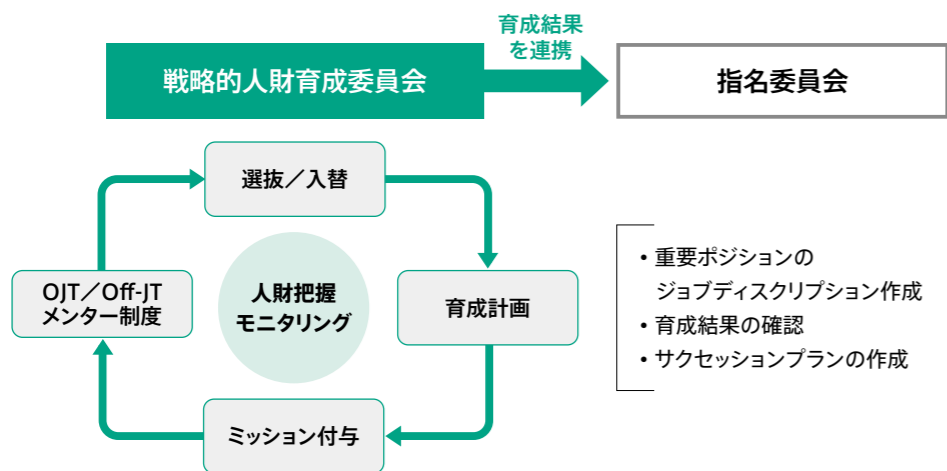 育成結果
を連携
戦略的人財育成委員会
指名委員会
選抜／入替
OJT／Off-JT
メンター制度
人財把握
モニタリング
育成計画
ミッション付与
• 重要ポジションの
ジョブディスクリプション作成
• 育成結果の確認
• サクセッションプランの作成